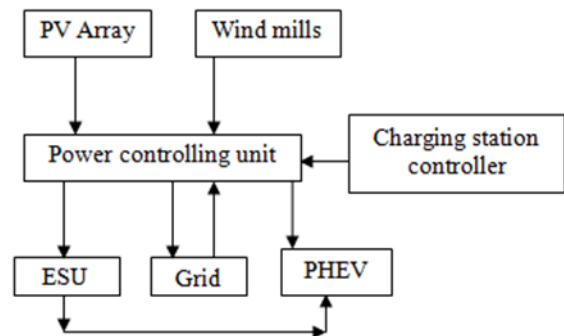 PV Array
Wind mills
Power controlling unit
Charging station
controller
ESU
Grid
PHEV